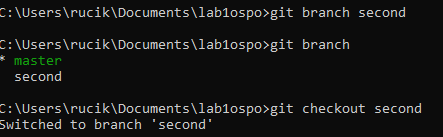 C:\Users\rucik\Documents\lab1ospo>git branch second
C:\Users\rucik\Documents\lab1ospo>git branch
* master
  second
C:\Users\rucik\Documents\lab1ospo>git checkout second
Switched to branch 'second'